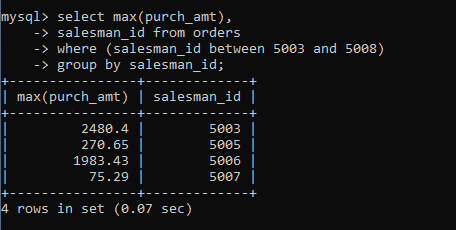 mysql> select max(purch_amt),
    -> salesman_id from orders
    -> where (salesman_id between 5003 and 5008)
    -> group by salesman_id;
+----------------+-------------+
| max(purch_amt) | salesman_id |
+----------------+-------------+
|         2480.4 |        5003 |
|         270.65 |        5005 |
|        1983.43 |        5006 |
|          75.29 |        5007 |
+----------------+-------------+
4 rows in set (0.07 sec)